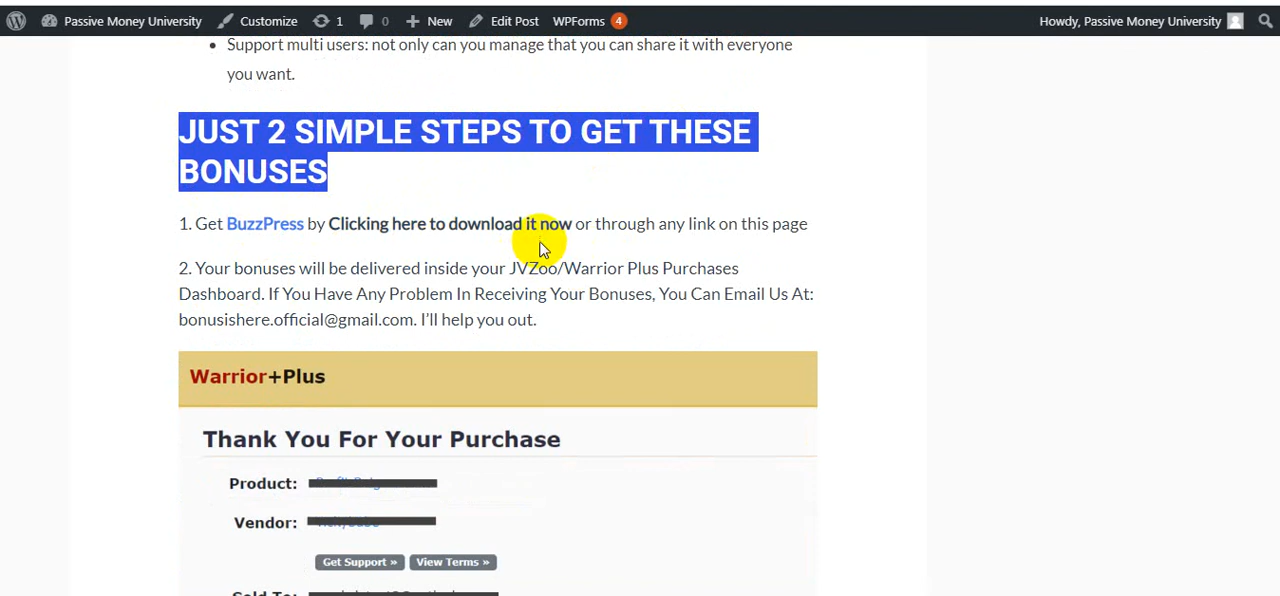 Passive Money University Customize 1 0 New Edit Post WPForms 4 Howdy, Passive Money University
• Support multi users: not only can you manage that you can share it with everyone
you want.
JUST 2 SIMPLE STEPS TO GET THESE
BONUSES
1. Get BuzzPress by Clicking here to download it now or through any link on this page
2. Your bonuses will be delivered inside your JVZoo/Warrior Plus Purchases
Dashboard. If You Have Any Problem In Receiving Your Bonuses, You Can Email Us At:
bonusishere.official@gmail.com. I'll help you out.
Warrior+Plus
Thank You For Your Purchase
Product:
Vendor:
Get Support » View Terms »
Sold To: